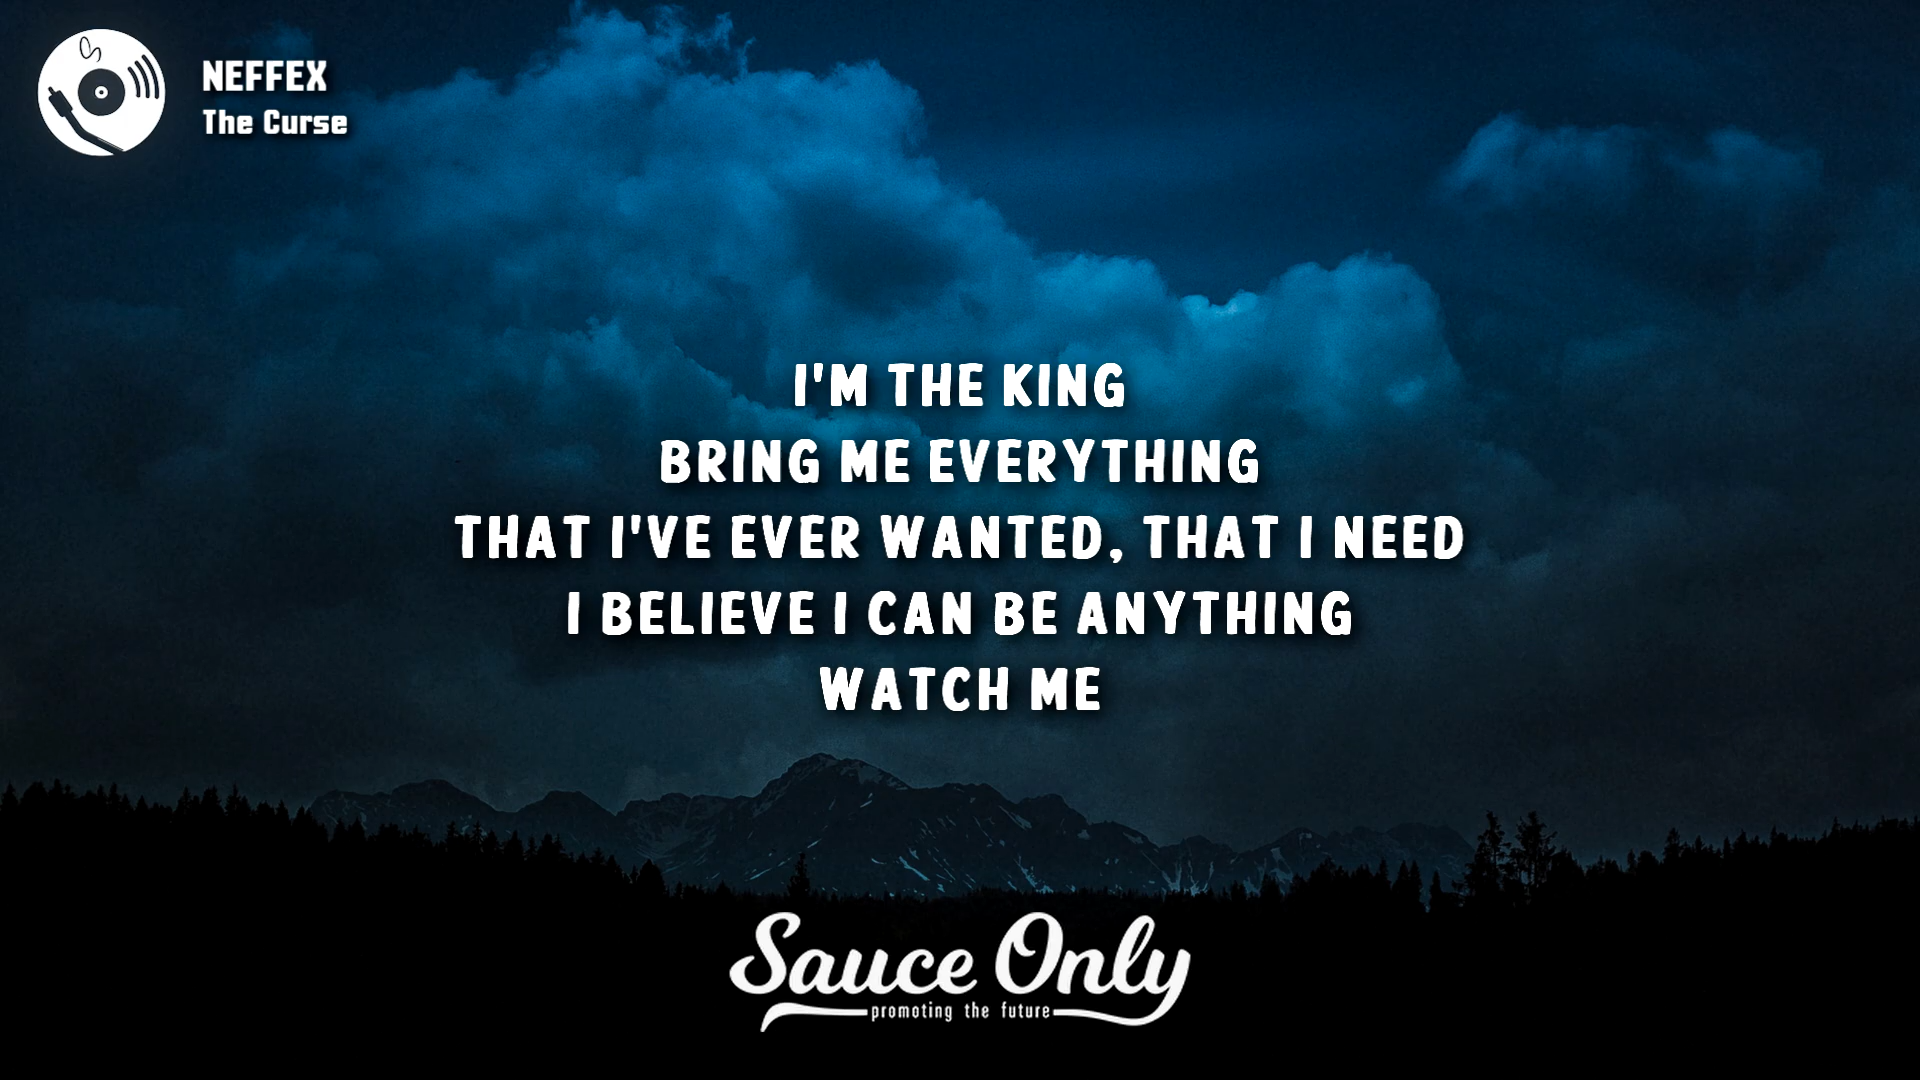 NEFFEX
The Curse
I'M THE KING
BRING ME EVERYTHING
THAT I'VE EVER WANTED, THAT I NEED
I BELIEVE I CAN BE ANYTHING
WATCH ME
Sauce Only
promoting the future